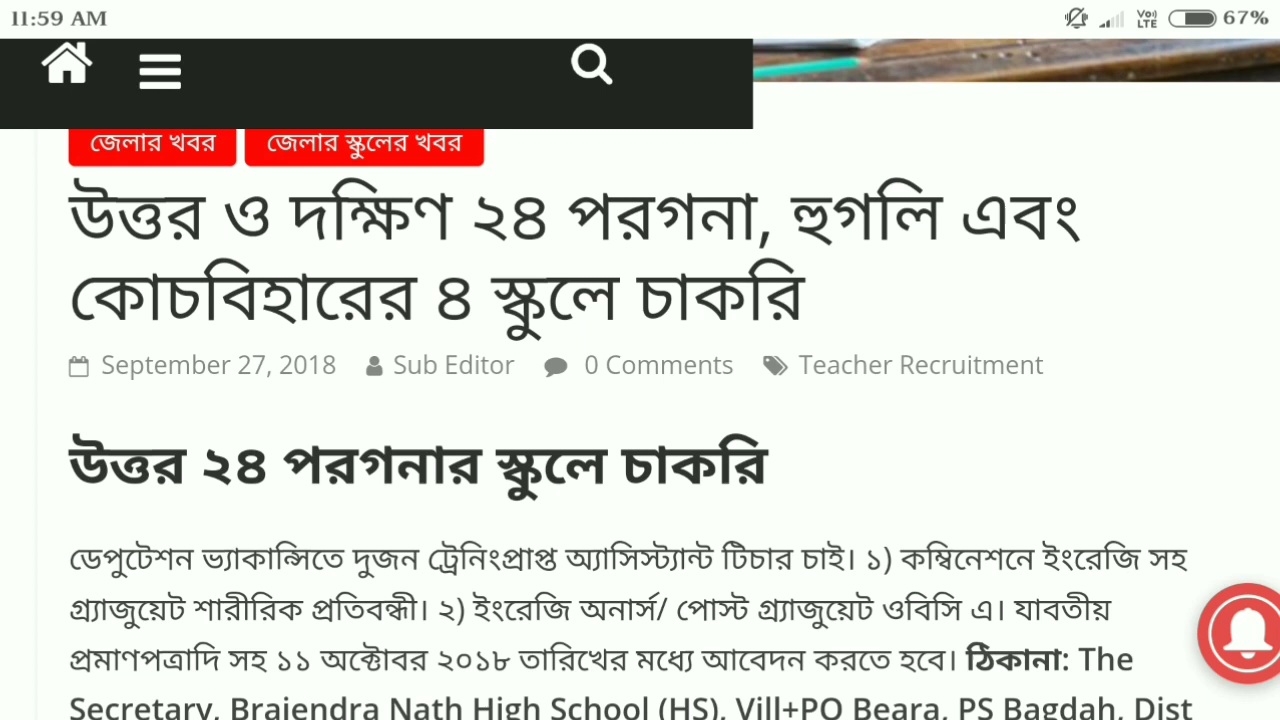 11:59 AM
Vo)) LTE
67%
জেলার খবর
জেলার স্কুলের খবর
উত্তর ও দক্ষিণ ২৪ পরগনা, হুগলি এবং
কোচবিহারের ৪ স্কুলে চাকরি
September 27, 2018 Sub Editor 0 Comments Teacher Recruitment
উত্তর ২৪ পরগনার স্কুলে চাকরি
ডেপুটেশন ভ্যাকান্সিতে দুজন ট্রেনিংপ্রাপ্ত অ্যাসিস্ট্যান্ট টিচার চাই। ১) কম্বিনেশনে ইংরেজি সহ
গ্র্যাজুয়েট শারীরিক প্রতিবন্ধী। ২) ইংরেজি অনার্স/ পোস্ট গ্র্যাজুয়েট ওবিসি এ। যাবতীয়
প্রমাণপত্রাদি সহ ১১ অক্টোবর ২০১৮ তারিখের মধ্যে আবেদন করতে হবে। ঠিকানা: The
Secretary, Brajendra Nath High School (HS), Vill+PO Beara, PS Bagdah, Dist